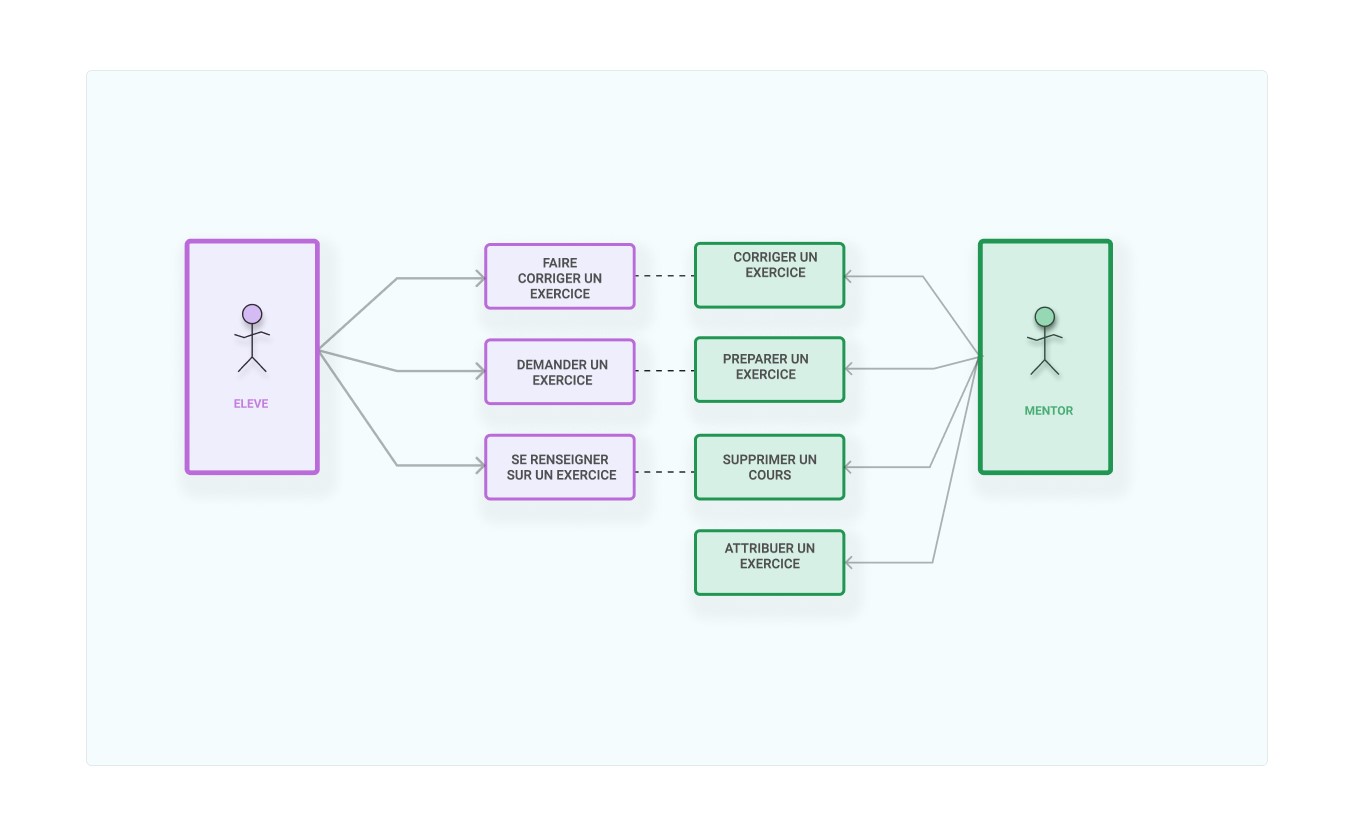 ELEVE
FAIRE
CORRIGER UN
EXERCICE
DEMANDER UN
EXERCICE
SE RENSEIGNER
SUR UN EXERCICE
CORRIGER UN
EXERCICE
PREPARER UN
EXERCICE
SUPPRIMER UN
COURS
ATTRIBUER UN
EXERCICE
MENTOR